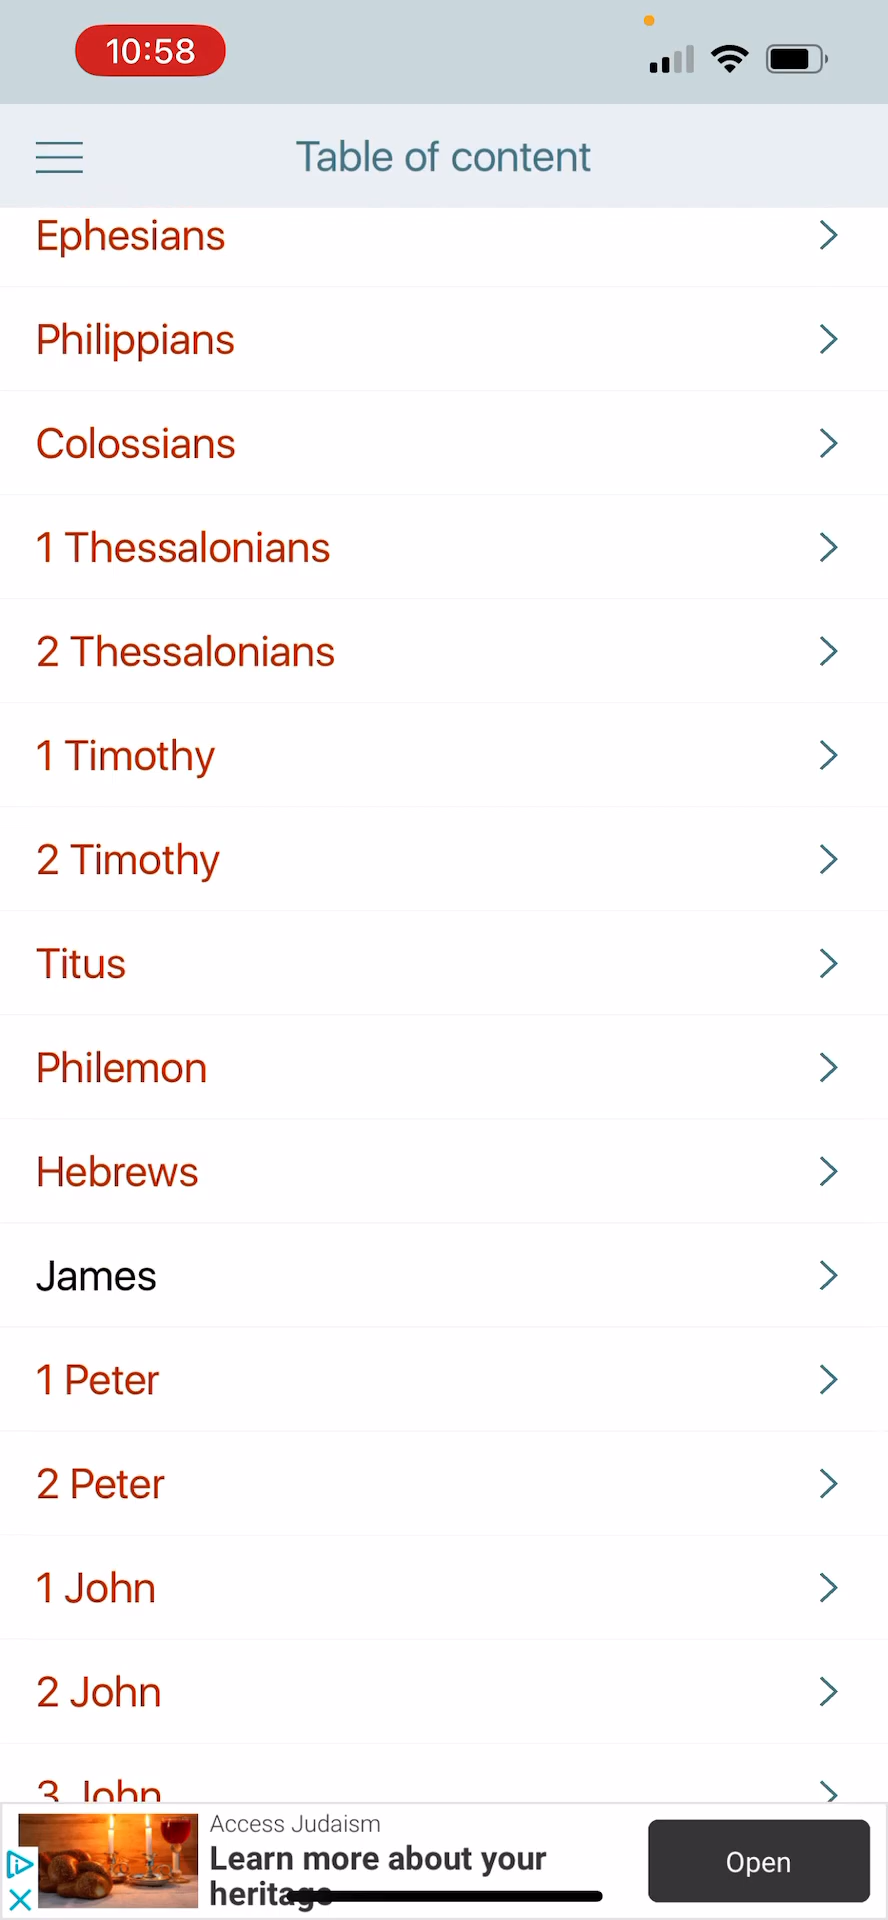 10:58
Table of content
Ephesians
Philippians
Colossians
1 Thessalonians
2 Thessalonians
1 Timothy
2 Timothy
Titus
Philemon
Hebrews
James
1 Peter
2 Peter
1 John
2 John
3 John
Access Judaism
Learn more about your
heritage
Open